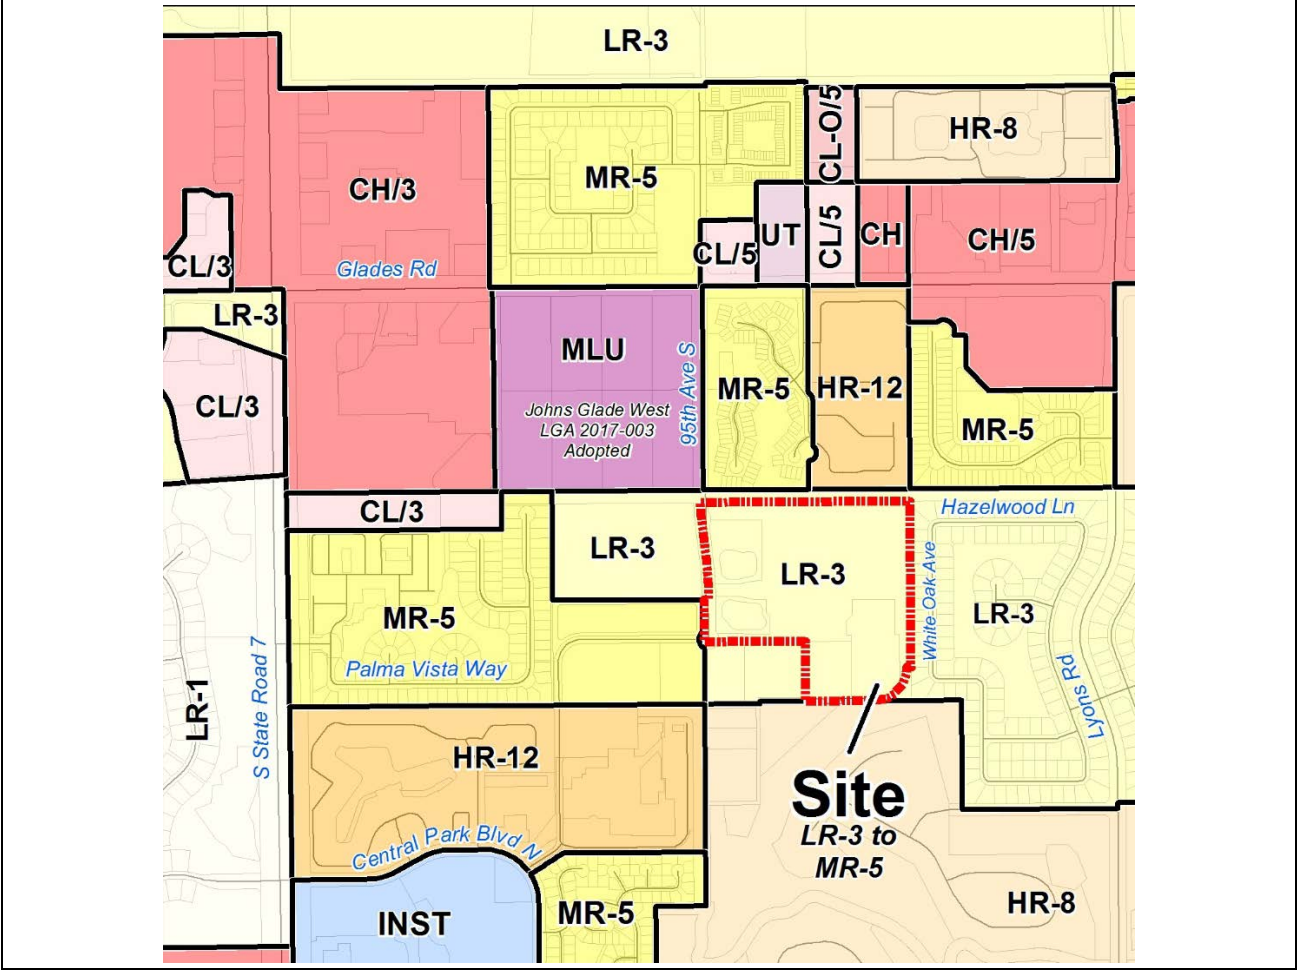 LR-3
CL-O/5
HR-8
MR-5
CH/3
CL/5
UT
CL/5
CH
CH/5
CL/3
Glades Rd
LR-3
MLU
95th Ave S
MR-5
HR-12
CL/3
Johns Glade West
LGA 2017-003
Adopted
MR-5
CL/3
Hazelwood Ln
LR-3
LR-3
White Oak Ave
LR-3
MR-5
Palma Vista Way
Lyons Rd
LR-1
S State Road 7
HR-12
Site
LR-3 to
MR-5
Central Park Blvd N
HR-8
INST
MR-5